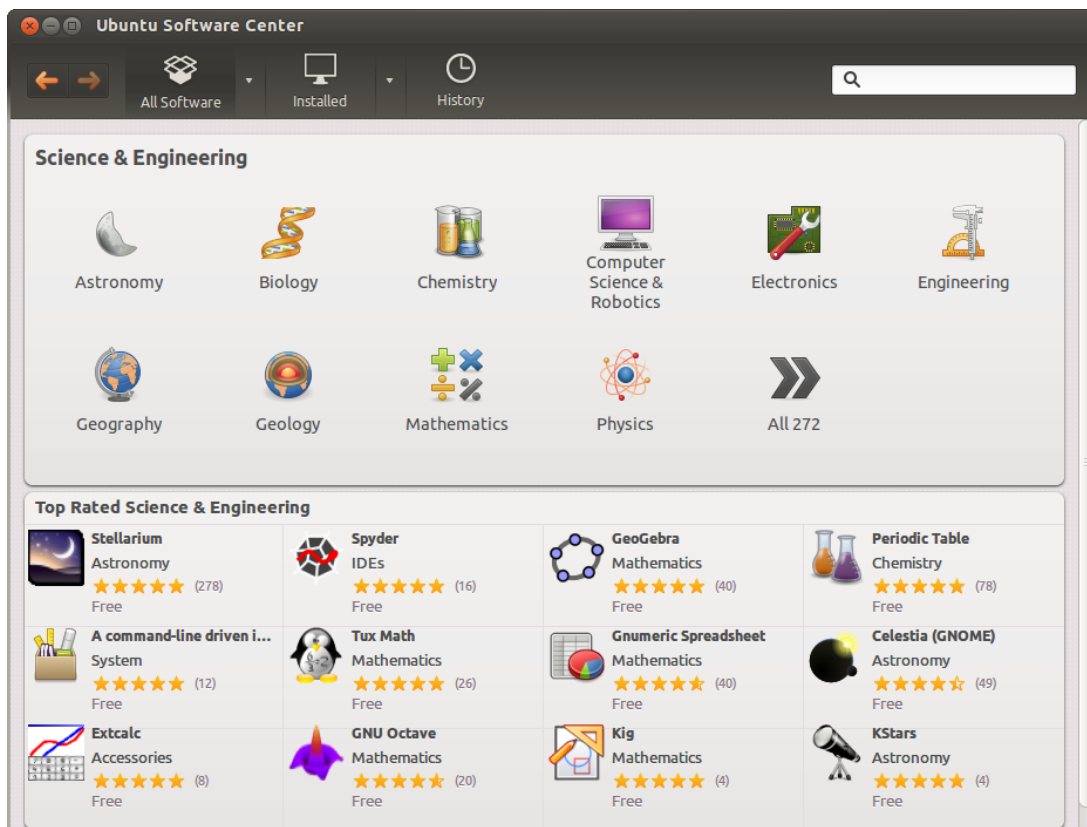 Ubuntu Software Center
All Software
Installed
History
Science & Engineering
Astronomy
Biology
Chemistry
Computer
Science &
Robotics
Electronics
Engineering
Geography
Geology
Mathematics
Physics
All 272
Top Rated Science & Engineering
Stellarium
Astronomy
(278)
Free
Spyder
IDEs
(16)
Free
GeoGebra
Mathematics
(40)
Free
Periodic Table
Chemistry
(78)
Free
A command-line driven i...
System
(12)
Free
Tux Math
Mathematics
(26)
Free
Gnumeric Spreadsheet
Mathematics
(40)
Free
Celestia (GNOME)
Astronomy
(49)
Free
Extcalc
Accessories
(8)
Free
GNU Octave
Mathematics
(20)
Free
Kig
Mathematics
(4)
Free
KStars
Astronomy
(4)
Free